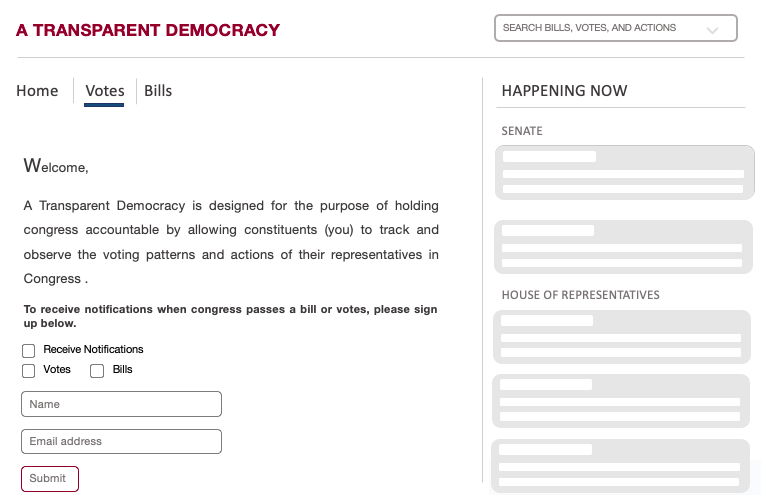 A TRANSPARENT DEMOCRACY
SEARCH BILLS, VOTES, AND ACTIONS
Home
Votes
Bills
Welcome,
A Transparent Democracy is designed for the purpose of holding
congress accountable by allowing constituents (you) to track and
observe the voting patterns and actions of their representatives in
Congress .
To receive notifications when congress passes a bill or votes, please sign
up below.
Receive Notifications
Votes
Bills
Name
Email address
Submit
HAPPENING NOW
SENATE
HOUSE OF REPRESENTATIVES